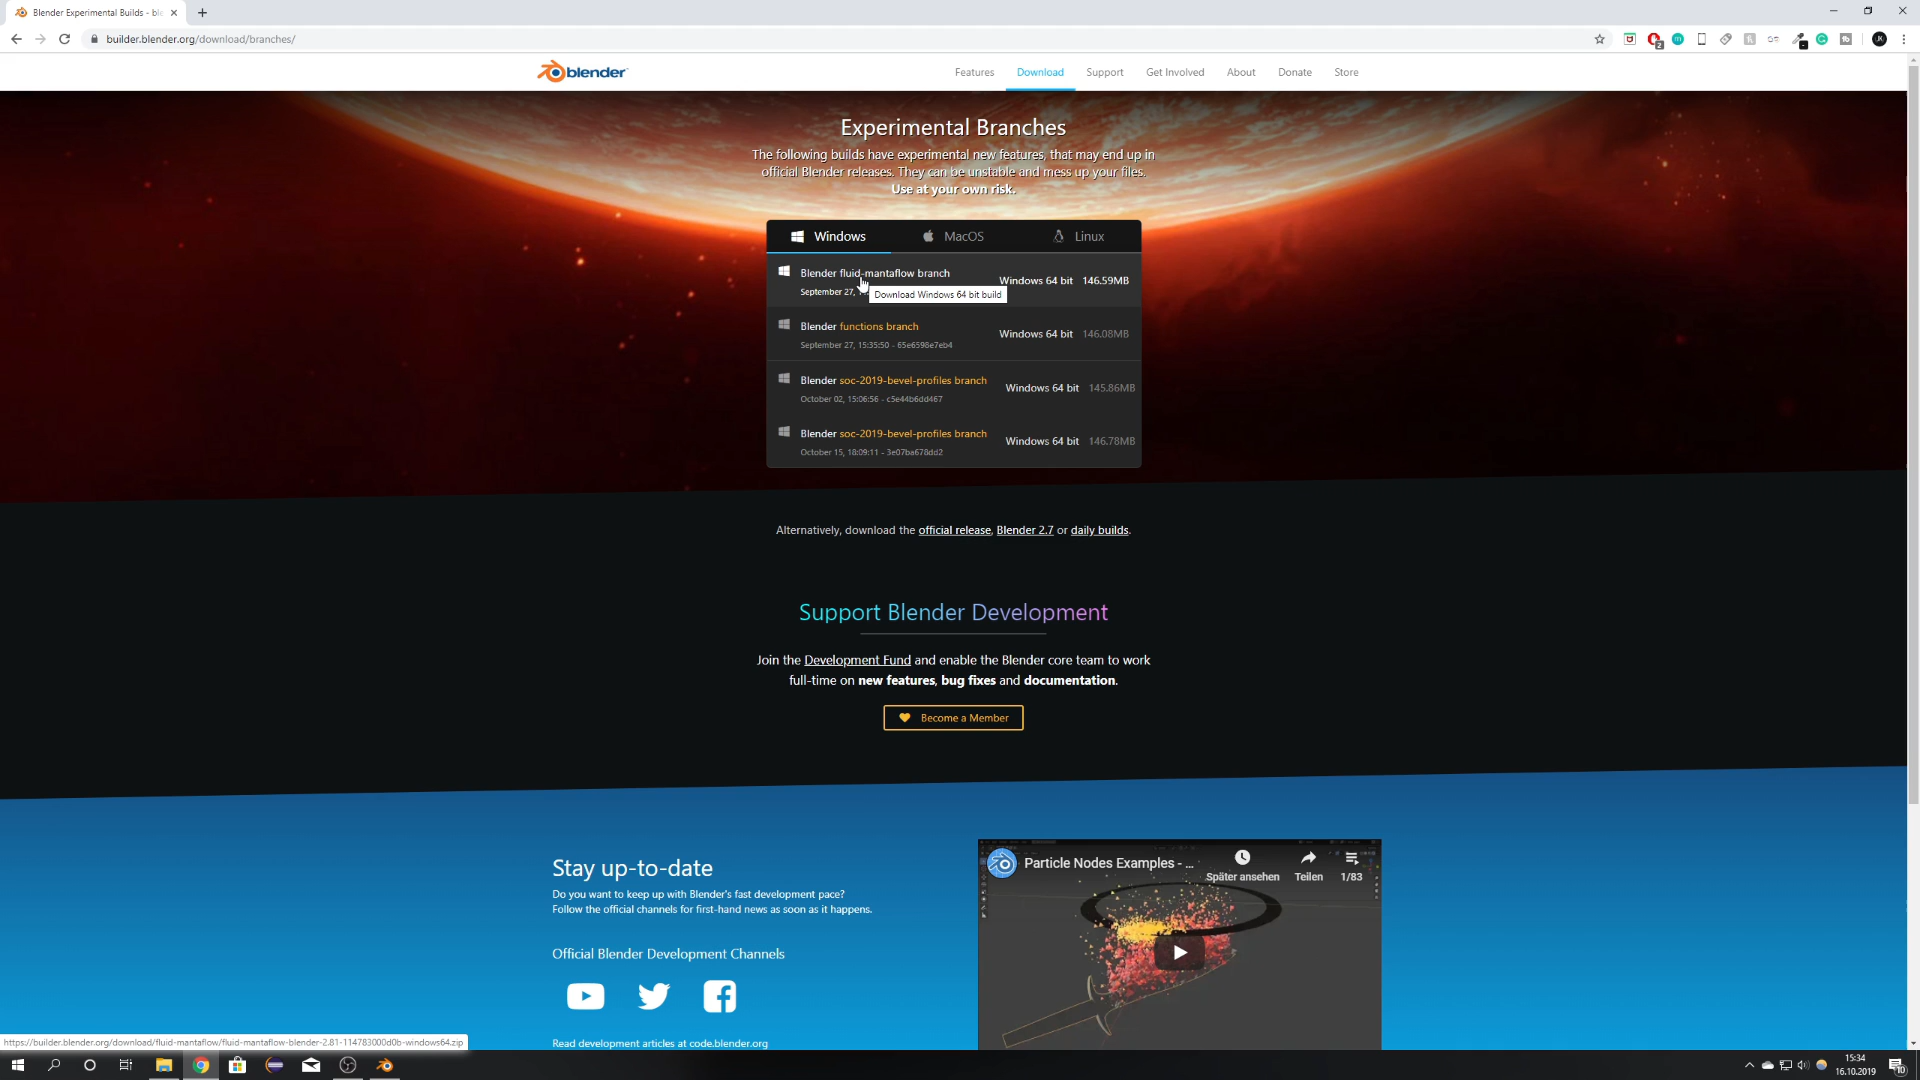 Blender Experimental Builds - ble
builder.blender.org/download/branches/
2
blender
Features Download Support Get Involved About Donate Store
Experimental Branches
The following builds have experimental new features, that may end up in
official Blender releases. They can be unstable and mess up your files.
Use at your own risk.
Windows MacOS Linux
Blender fluid-mantaflow branch
Windows 64 bit 146.59MB
September 27,
Download Windows 64 bit build
Blender functions branch
Windows 64 bit 146.08MB
September 27, 15:35:50 - 65e6598e7eb4
Blender soc-2019-bevel-profiles branch
Windows 64 bit 145.86MB
October 02, 15:06:56 - c5e44b6dd467
Blender soc-2019-bevel-profiles branch
Windows 64 bit 146.78MB
October 15, 18:09:11 - 3e07ba678dd2
Alternatively, download the official release, Blender 2.7 or daily builds.
Support Blender Development
Join the Development Fund and enable the Blender core team to work
full-time on new features, bug fixes and documentation.
Become a Member
Stay up-to-date
Do you want to keep up with Blender's fast development pace?
Follow the official channels for first-hand news as soon as it happens.
Official Blender Development Channels
Read development articles at code.blender.org
Particle Nodes Examples - ...
Später ansehen Teilen 1/83
https://builder.blender.org/download/fluid-mantaflow/fluid-mantaflow-blender-2.81-114783000d0b-windows64.zip
15:34
16.10.2019
10